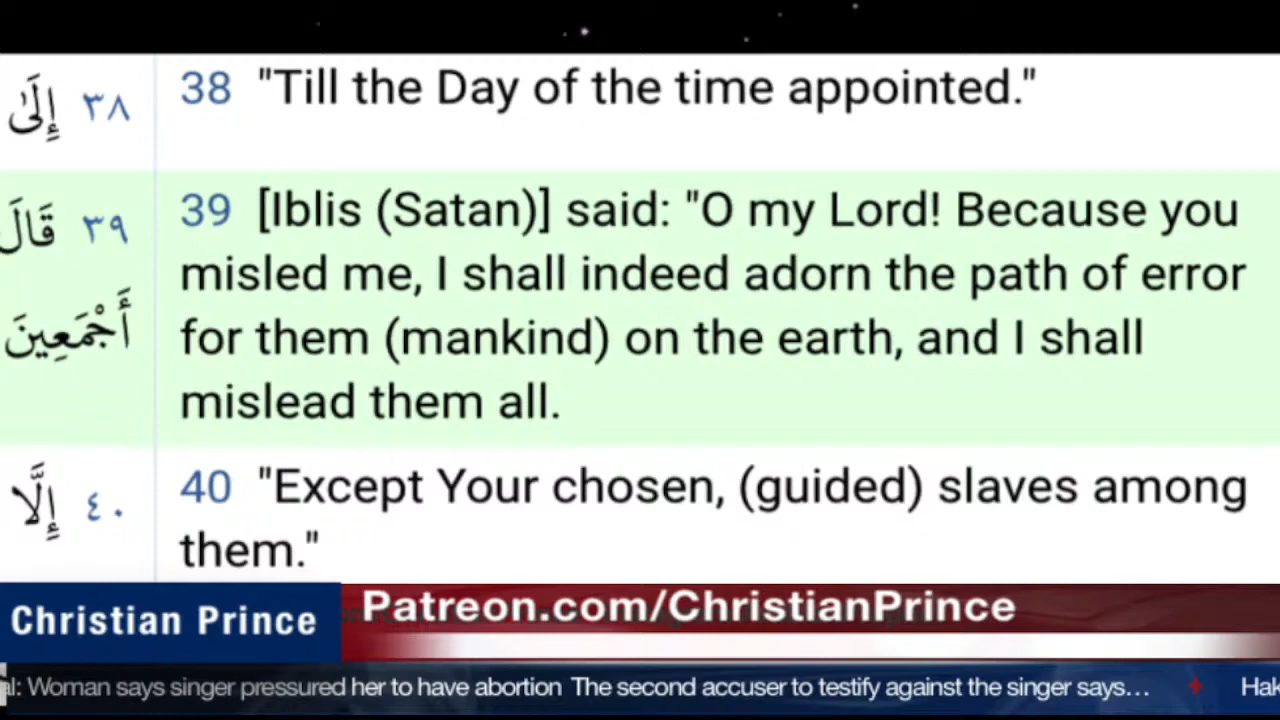 إِلَىٰ ٣٨ 38 "Till the Day of the time appointed."
قَالَ ٣٩ 39 [Iblis (Satan)] said: "O my Lord! Because you
misled me, I shall indeed adorn the path of error
أَجْمَعِينَ for them (mankind) on the earth, and I shall
mislead them all.
إِلَّا ٤٠ 40 "Except Your chosen, (guided) slaves among
them."
Christian Prince Patreon.com/ChristianPrince
al: Woman says singer pressured her to have abortion The second accuser to testify against the singer says... Hak